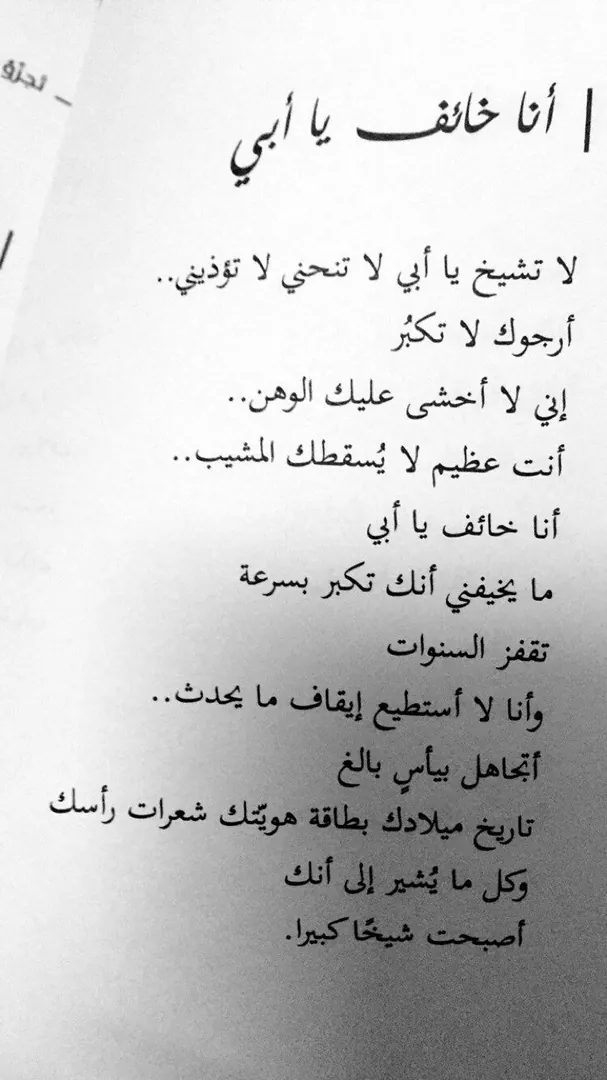 أنا خائف يا أبي
لا تشيخ يا أبي لا تنحني لا تؤذيني..
أرجوك لا تكبُر
إني لا أخشى عليك الوهن..
أنت عظيم لا يُسقطك المشيب..
أنا خائف يا أبي
ما يخيفني أنك تكبر بسرعة
تقفز السنوات
وأنا لا أستطيع إيقاف ما يحدث..
أتجاهل بيأسٍ بالغ
تاريخ ميلادك بطاقة هويّتك شعرات رأسك
وكل ما يُشير إلى أنك
أصبحت شيخًا كبيرا.